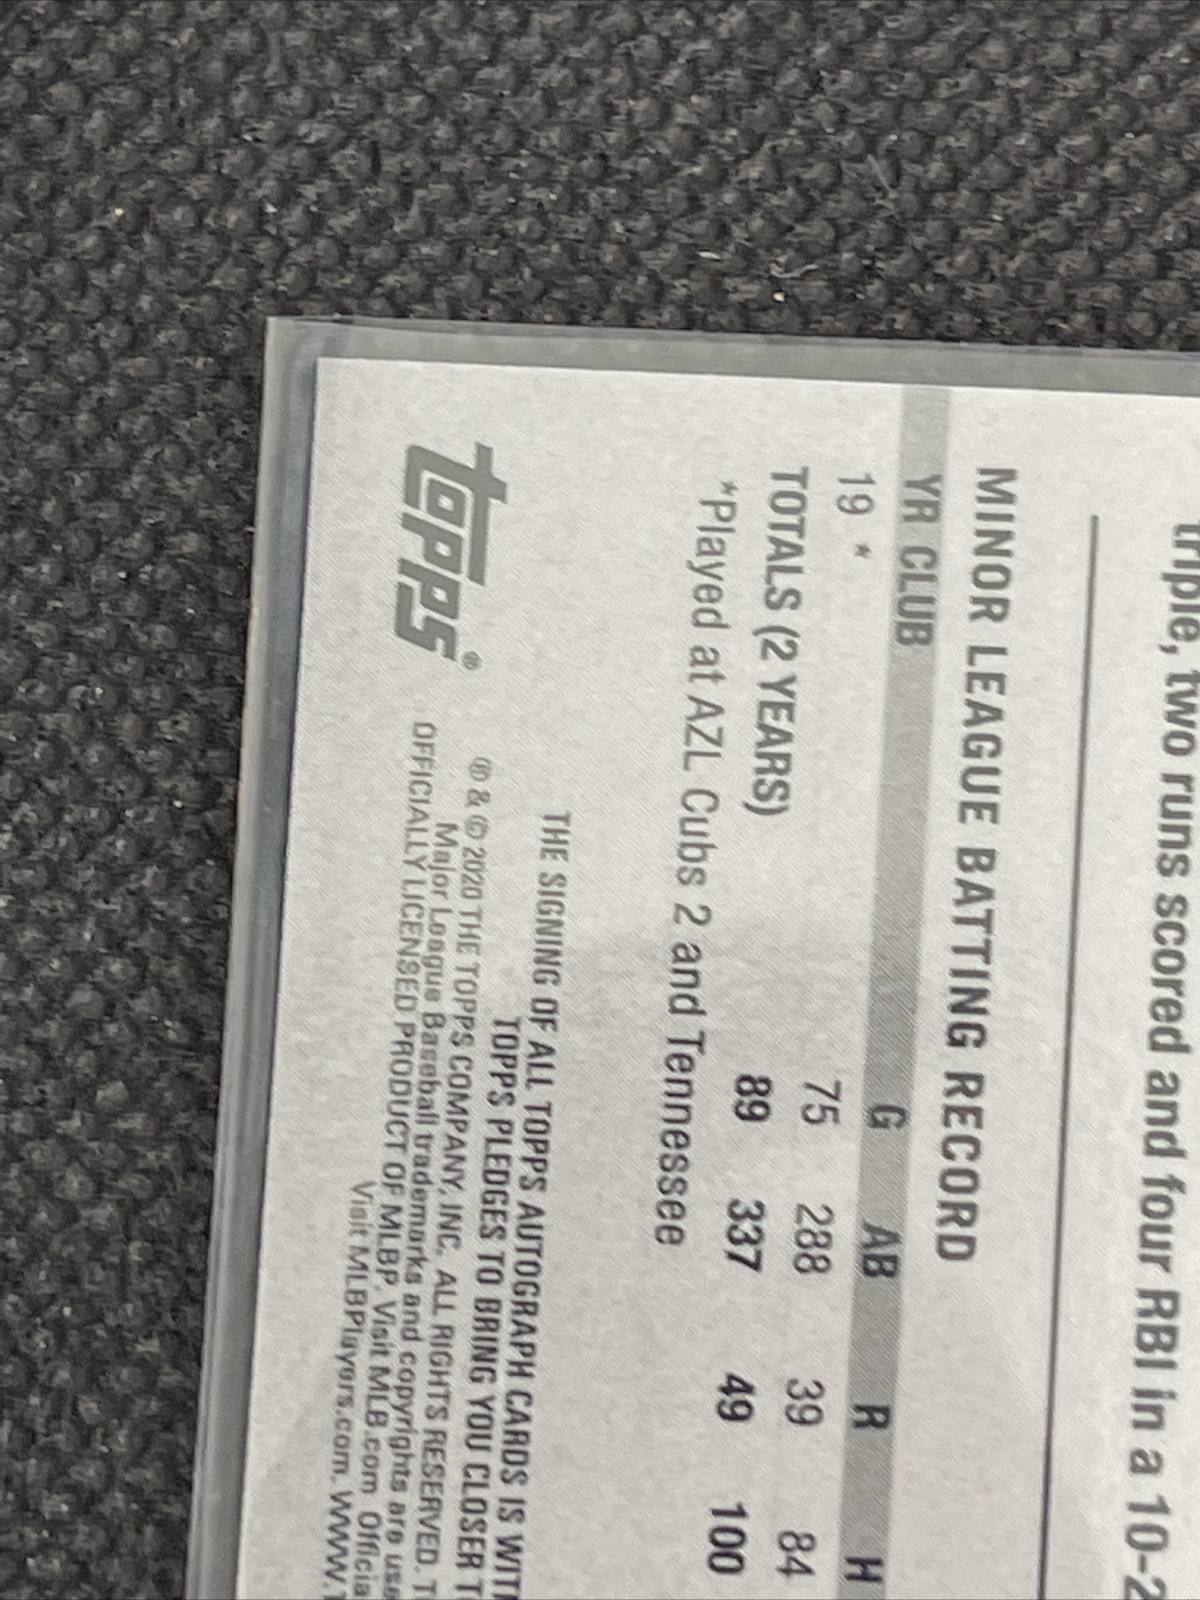 triple, two runs scored and four RBI in a 10-2
MINOR LEAGUE BATTING RECORD
YR CLUB G AB R H
19 * 75 288 39 84
TOTALS (2 YEARS) 89 337 49 100
*Played at AZL Cubs 2 and Tennessee
THE SIGNING OF ALL TOPPS AUTOGRAPH CARDS IS WITN
TOPPS PLEDGES TO BRING YOU CLOSER T
topps®
® & © 2020 THE TOPPS COMPANY, INC. ALL RIGHTS RESERVED. T
Major League Baseball trademarks and copyrights are use
OFFICIALLY LICENSED PRODUCT OF MLBP. Visit MLB.com Officia
Visit MLBPlayers.com. WWW.T